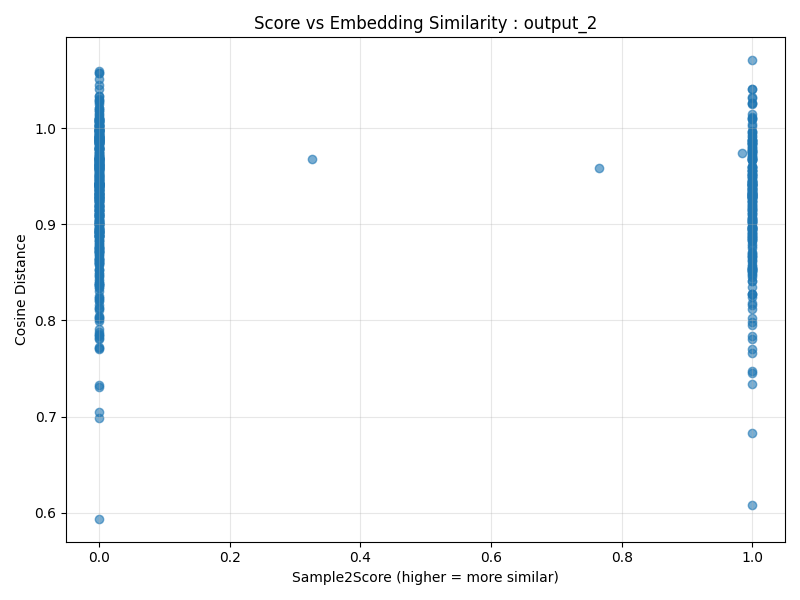 Score vs Embedding Similarity : output_2
Cosine Distance
1.0
0.9
0.8
0.7
0.6
0.0 0.2 0.4 0.6 0.8 1.0
Sample2Score (higher = more similar)